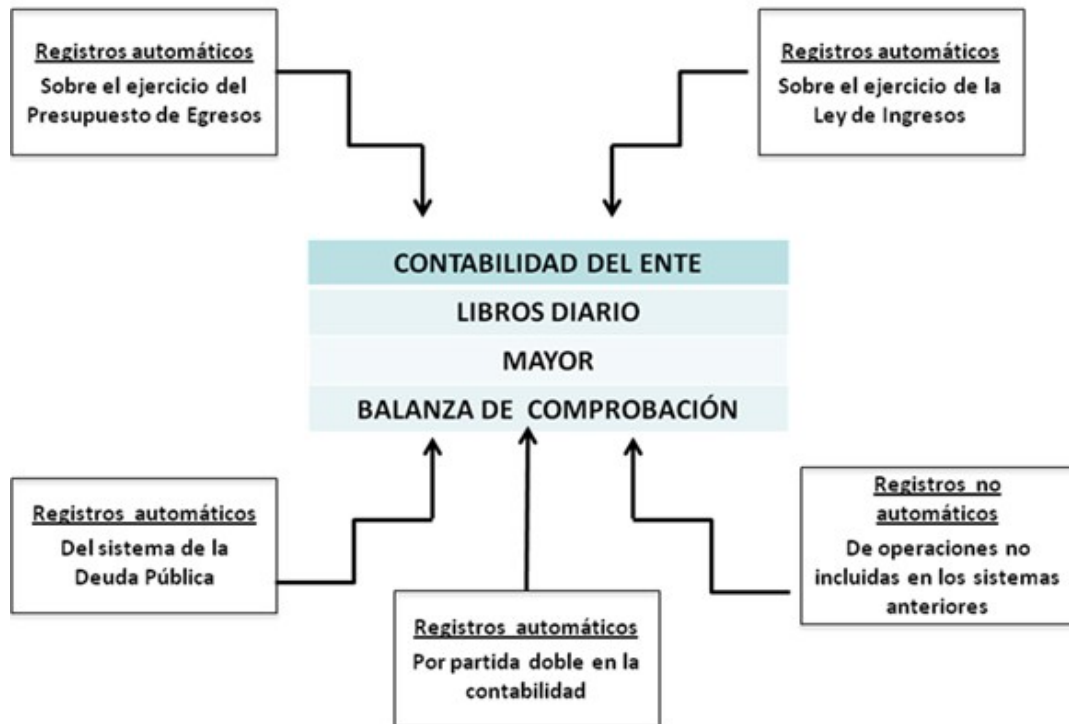 Registros automáticos
Sobre el ejercicio del
Presupuesto de Egresos
Registros automáticos
Sobre el ejercicio de la
Ley de Ingresos
CONTABILIDAD DEL ENTE
LIBROS DIARIO
MAYOR
BALANZA DE COMPROBACIÓN
Registros automáticos
Del sistema de la
Deuda Pública
Registros automáticos
Por partida doble en la
contabilidad
Registros no
automáticos
De operaciones no
incluidas en los sistemas
anteriores